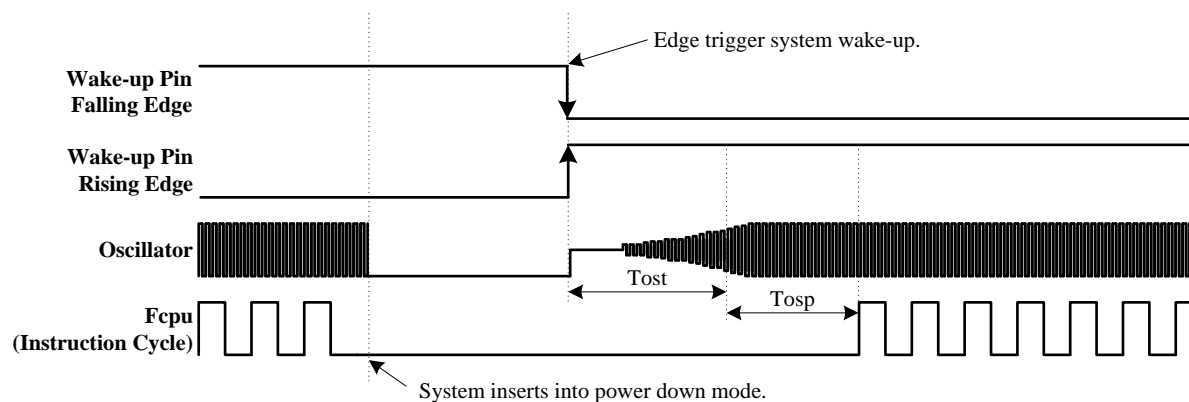 Edge trigger system wake-up.
Wake-up Pin
Falling Edge
Wake-up Pin
Rising Edge
Oscillator
Tost
Tosp
Fcpu
(Instruction Cycle)
System inserts into power down mode.